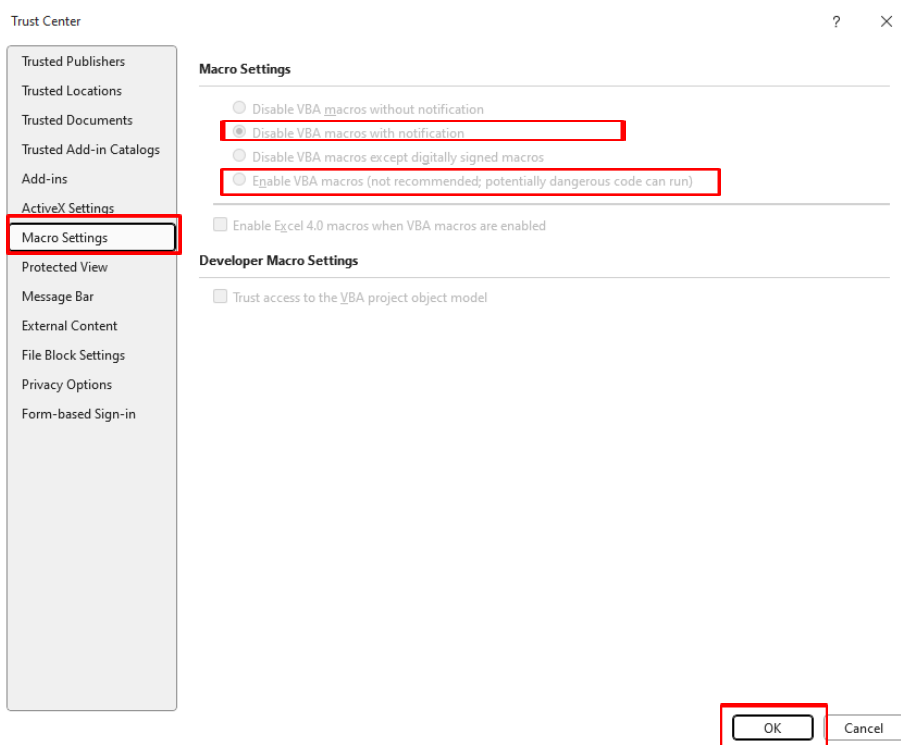 Trust Center
?
Trusted Publishers
Trusted Locations
Trusted Documents
Trusted Add-in Catalogs
Add-ins
ActiveX Settings
Macro Settings
Protected View
Message Bar
External Content
File Block Settings
Privacy Options
Form-based Sign-in
Macro Settings
Disable VBA macros without notification
Disable VBA macros with notification
Disable VBA macros except digitally signed macros
Enable VBA macros (not recommended; potentially dangerous code can run)
Enable Excel 4.0 macros when VBA macros are enabled
Developer Macro Settings
Trust access to the VBA project object model
OK
Cancel